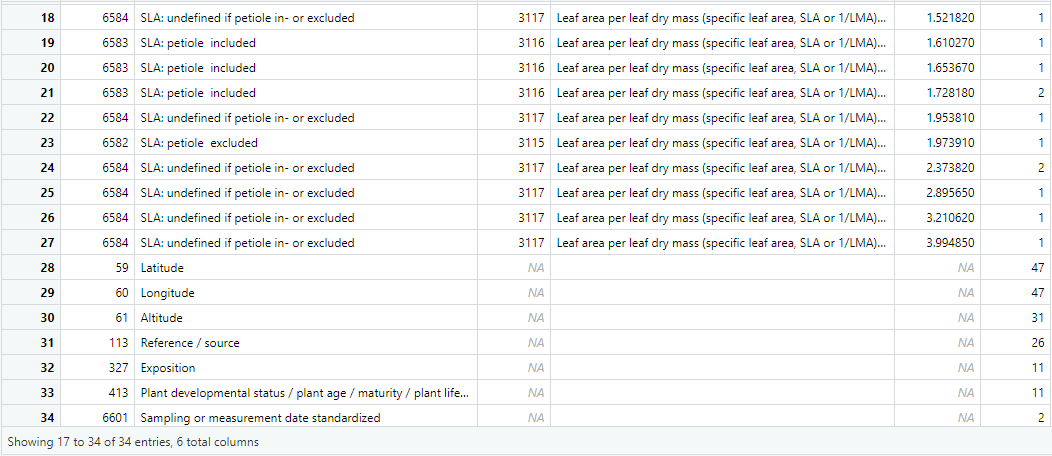 18 6584 SLA: undefined if petiole in- or excluded 3117 Leaf area per leaf dry mass (specific leaf area, SLA or 1/LMA)... 1.521820 1
19 6583 SLA: petiole  included 3116 Leaf area per leaf dry mass (specific leaf area, SLA or 1/LMA)... 1.610270 1
20 6583 SLA: petiole  included 3116 Leaf area per leaf dry mass (specific leaf area, SLA or 1/LMA)... 1.653670 1
21 6583 SLA: petiole  included 3116 Leaf area per leaf dry mass (specific leaf area, SLA or 1/LMA)... 1.728180 2
22 6584 SLA: undefined if petiole in- or excluded 3117 Leaf area per leaf dry mass (specific leaf area, SLA or 1/LMA)... 1.953810 1
23 6582 SLA: petiole  excluded 3115 Leaf area per leaf dry mass (specific leaf area, SLA or 1/LMA)... 1.973910 1
24 6584 SLA: undefined if petiole in- or excluded 3117 Leaf area per leaf dry mass (specific leaf area, SLA or 1/LMA)... 2.373820 2
25 6584 SLA: undefined if petiole in- or excluded 3117 Leaf area per leaf dry mass (specific leaf area, SLA or 1/LMA)... 2.895650 1
26 6584 SLA: undefined if petiole in- or excluded 3117 Leaf area per leaf dry mass (specific leaf area, SLA or 1/LMA)... 3.210620 1
27 6584 SLA: undefined if petiole in- or excluded 3117 Leaf area per leaf dry mass (specific leaf area, SLA or 1/LMA)... 3.994850 1
28 59 Latitude NA NA 47
29 60 Longitude NA NA 47
30 61 Altitude NA NA 31
31 113 Reference / source NA NA 26
32 327 Exposition NA NA 11
33 413 Plant developmental status / plant age / maturity / plant life... NA NA 11
34 6601 Sampling or measurement date standardized NA NA 2
Showing 17 to 34 of 34 entries, 6 total columns